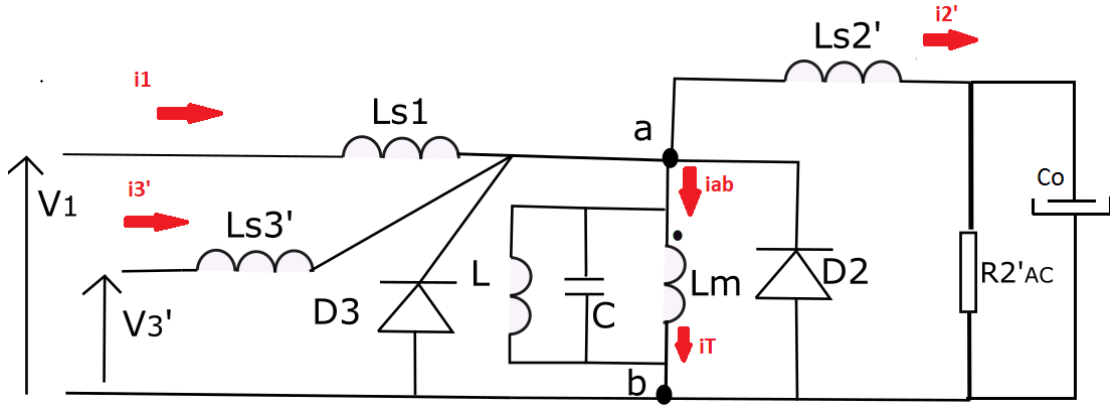 i2'
Ls2'
i1
Ls1
a
iab
Co
V1
i3'
Ls3'
L
C
Lm
D2
R2'AC
V3'
D3
iT
b